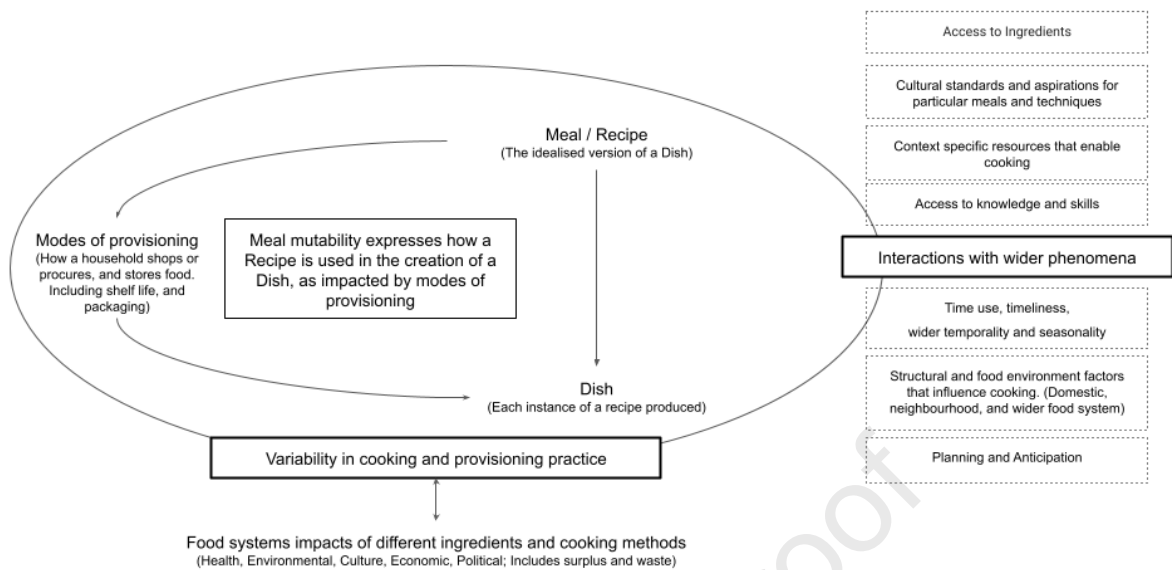 Meal / Recipe
(The idealised version of a Dish)
Modes of provisioning
(How a household shops or
procures, and stores food.
Including shelf life, and
packaging)
Meal mutability expresses how a
Recipe is used in the creation of a
Dish, as impacted by modes of
provisioning
Dish
(Each instance of a recipe produced)
Variability in cooking and provisioning practice
Food systems impacts of different ingredients and cooking methods
(Health, Environmental, Culture, Economic, Political; Includes surplus and waste)
Access to Ingredients
Cultural standards and aspirations for
particular meals and techniques
Context specific resources that enable
cooking
Access to knowledge and skills
Interactions with wider phenomena
Time use, timeliness,
wider temporality and seasonality
Structural and food environment factors
that influence cooking. (Domestic,
neighbourhood, and wider food system)
Planning and Anticipation
roof